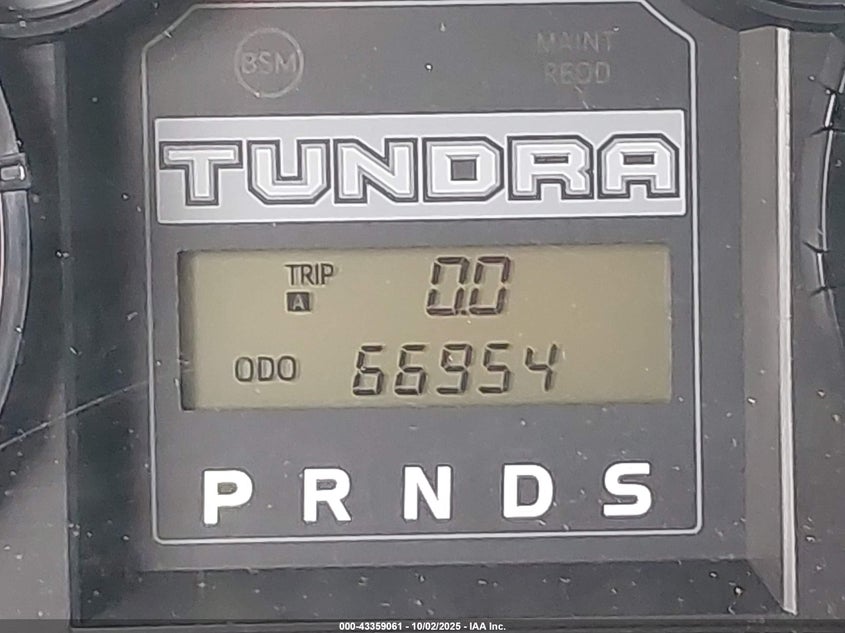 BSM
MAINT
REQD
TUNDRA
TRIP 0.0
A
ODO 66954
P R N D S
000-43359061 - 10/02/2025 - IAA Inc.